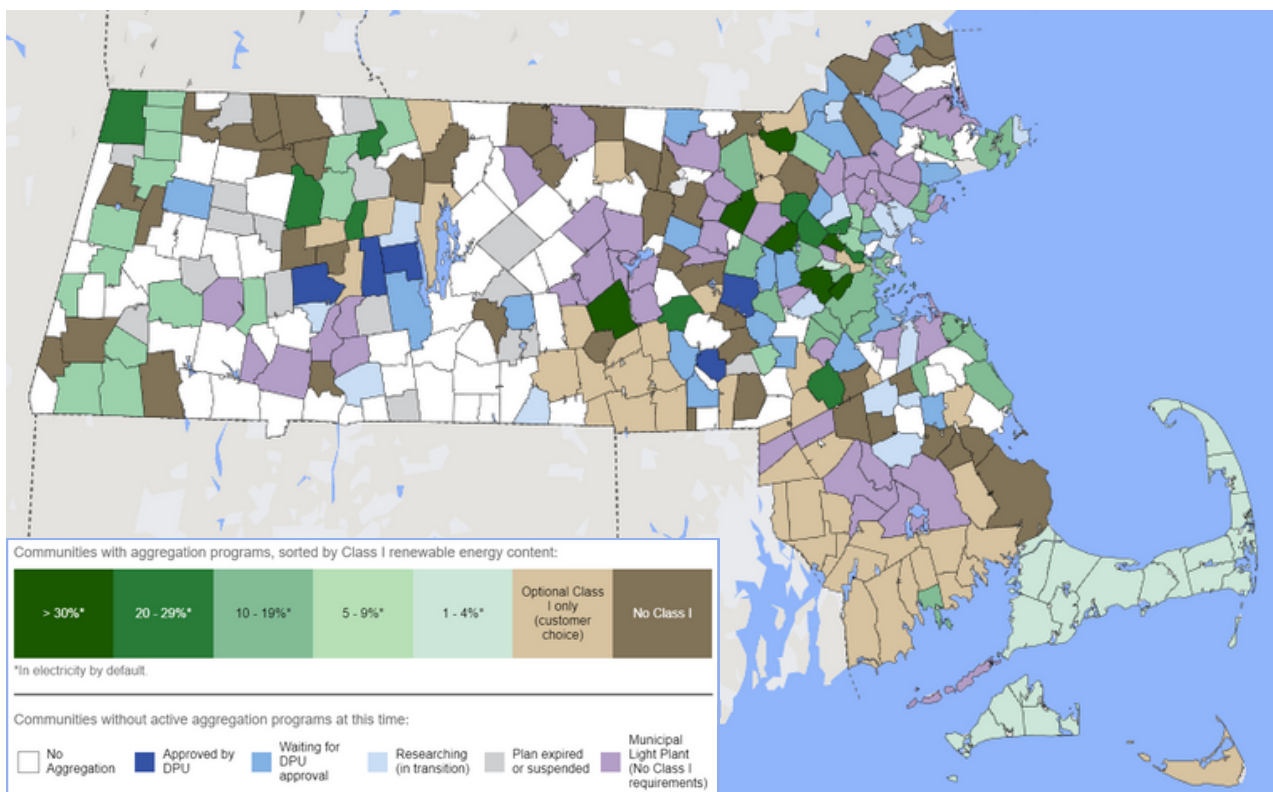 Communities with aggregation programs, sorted by Class I renewable energy content:
> 30%*
20 - 29%*
10 - 19%*
5 - 9%*
1 - 4%*
Optional Class
I only
(customer
choice)
No Class I
*In electricity by default.
Communities without active aggregation programs at this time:
No
Aggregation
Approved by
DPU
Waiting for
DPU
approval
Researching
(in transition)
Plan expired
or suspended
Municipal
Light Plant
(No Class I
requirements)